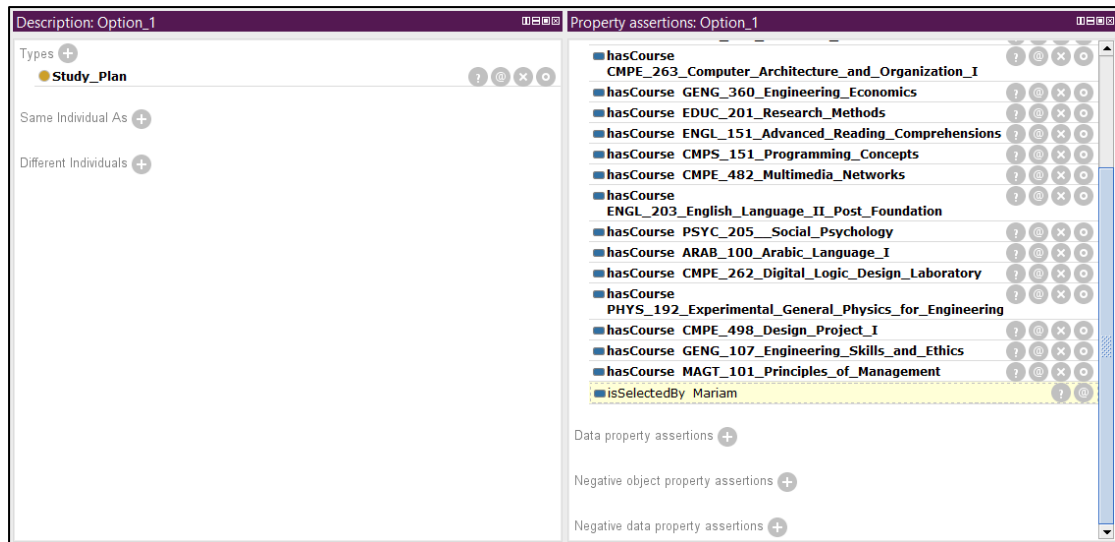 Description: Option_1
Types
Study_Plan
Same Individual As
Different Individuals
Property assertions: Option_1
hasCourse
CMPE_263_Computer_Architecture_and_Organization_I
hasCourse GENG_360_Engineering_Economics
hasCourse EDUC_201_Research_Methods
hasCourse ENGL_151_Advanced_Reading_Comprehensions
hasCourse CMPS_151_Programming_Concepts
hasCourse CMPE_482_Multimedia_Networks
hasCourse
ENGL_203_English_Language_II_Post_Foundation
hasCourse PSYC_205__Social_Psychology
hasCourse ARAB_100_Arabic_Language_I
hasCourse CMPE_262_Digital_Logic_Design_Laboratory
hasCourse
PHYS_192_Experimental_General_Physics_for_Engineering
hasCourse CMPE_498_Design_Project_I
hasCourse GENG_107_Engineering_Skills_and_Ethics
hasCourse MAGT_101_Principles_of_Management
isSelectedBy Mariam
Data property assertions
Negative object property assertions
Negative data property assertions